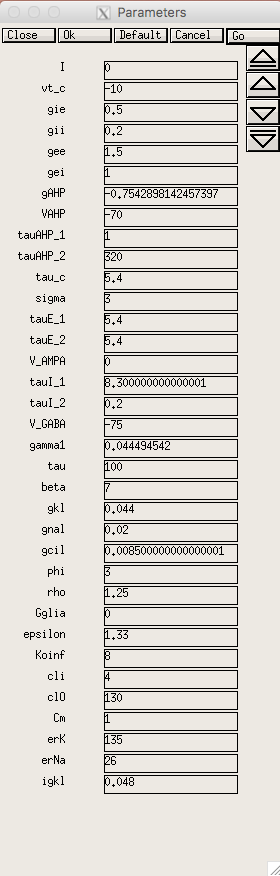 Parameters
Close Ok Default Cancel Go
I 0
vt_c -10
gie 0.5
gii 0.2
gee 1.5
gei 1
gAHP -0.7542898142457397
VAHP -70
tauAHP_1 1
tauAHP_2 320
tau_c 5.4
sigma 3
tauE_1 5.4
tauE_2 5.4
V_AMPA 0
tauI_1 8.300000000000001
tauI_2 0.2
V_GABA -75
gamma1 0.044494542
tau 100
beta 7
gkl 0.044
gnal 0.02
gcil 0.00850000000000001
phi 3
rho 1.25
Gglia 0
epsilon 1.33
Koinf 8
cli 4
clO 130
Cm 1
erK 135
erNa 26
igkl 0.048